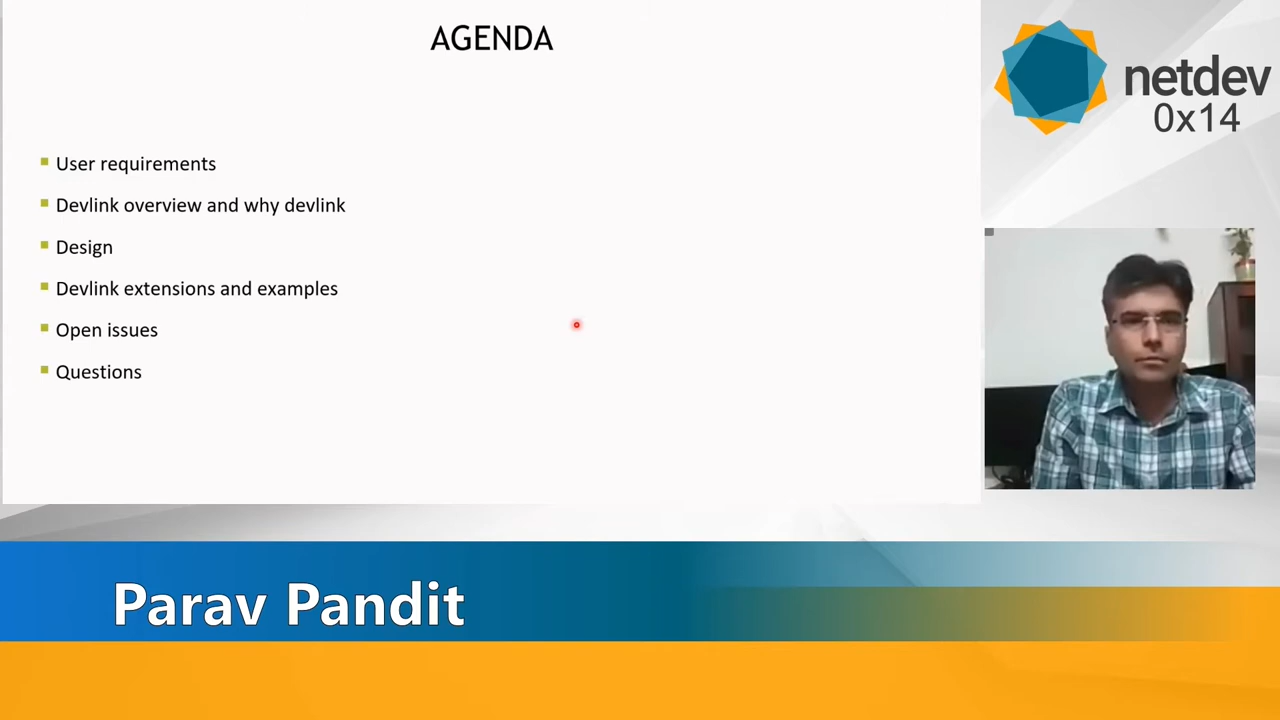 AGENDA
User requirements
Devlink overview and why devlink
Design
Devlink extensions and examples
Open issues
Questions
netdev
0x14
Parav Pandit